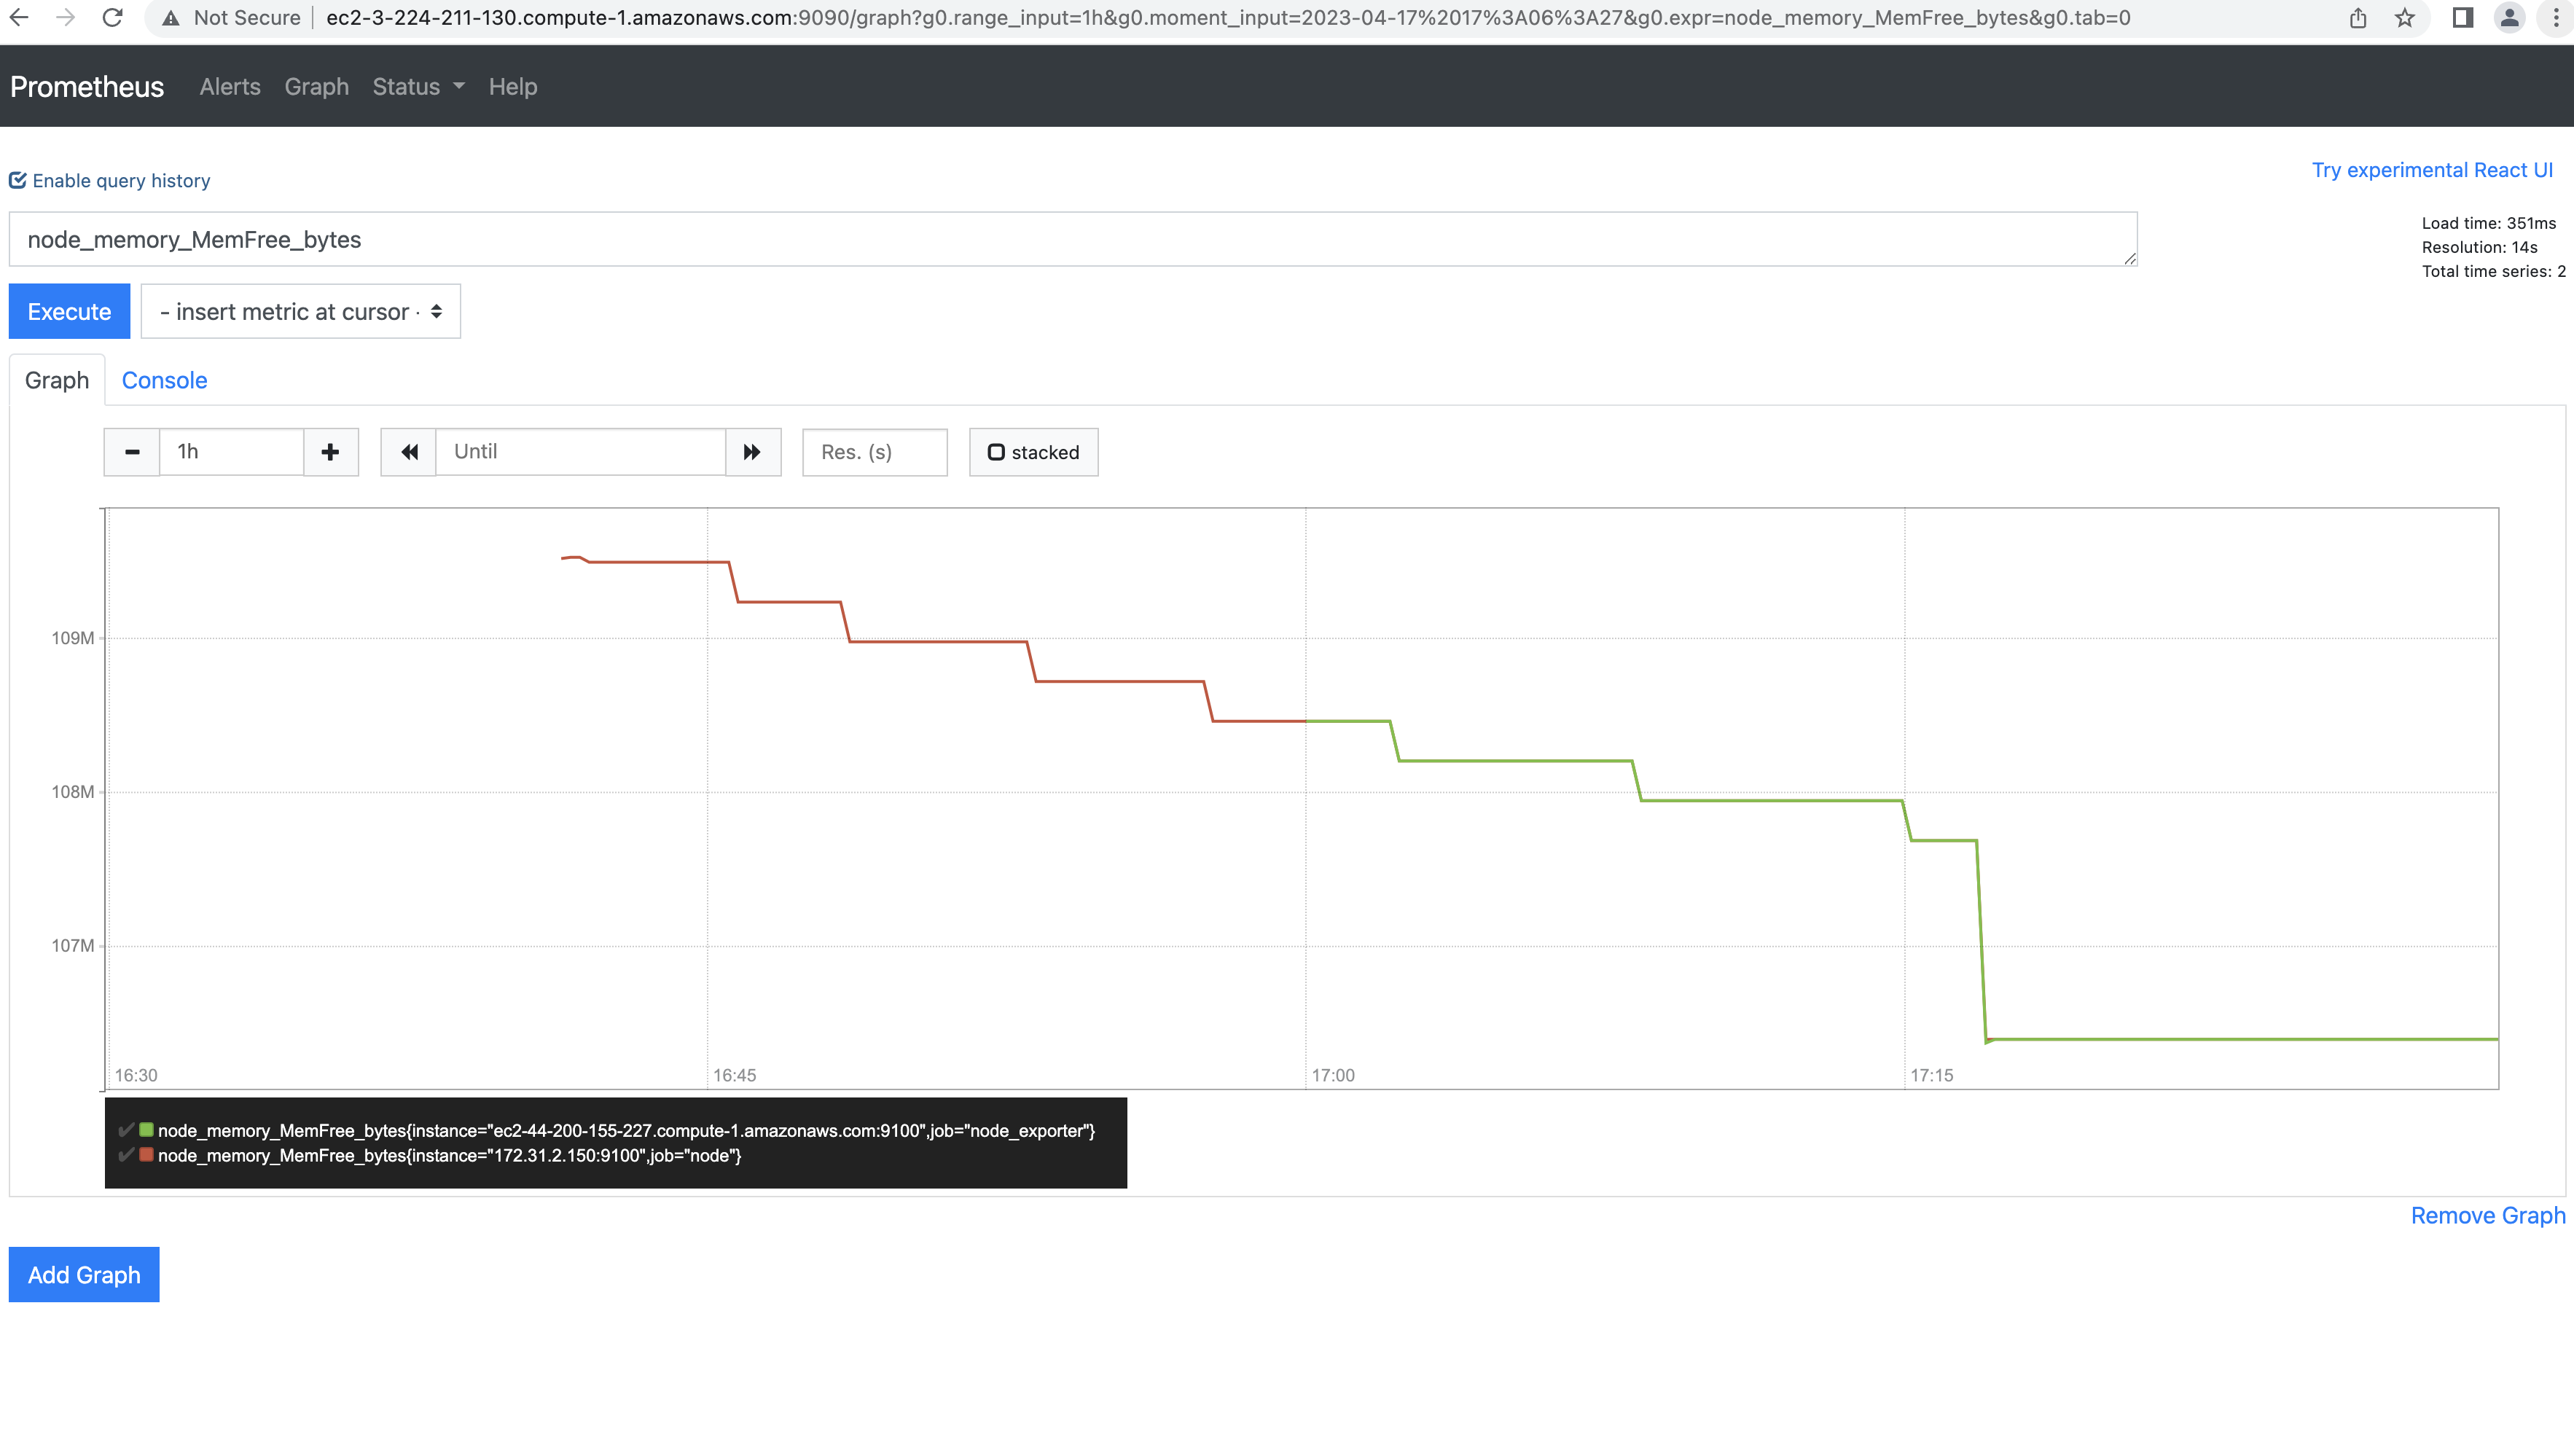 Not Secure ec2-3-224-211-130.compute-1.amazonaws.com:9090/graph?g0.range_input=1h&g0.moment_input=2023-04-17%2017%3A06%3A27&g0.expr=node_memory_MemFree_bytes&g0.tab=0
Prometheus Alerts Graph Status Help
Try experimental React UI
Enable query history
node_memory_MemFree_bytes
Load time: 351ms
Resolution: 14s
Total time series: 2
Execute - insert metric at cursor -
Graph Console
1h Until Res. (s) stacked
109M
108M
107M
16:30 16:45 17:00 17:15
node_memory_MemFree_bytes{instance="ec2-44-200-155-227.compute-1.amazonaws.com:9100",job="node_exporter"}
node_memory_MemFree_bytes{instance="172.31.2.150:9100",job="node"}
Remove Graph
Add Graph